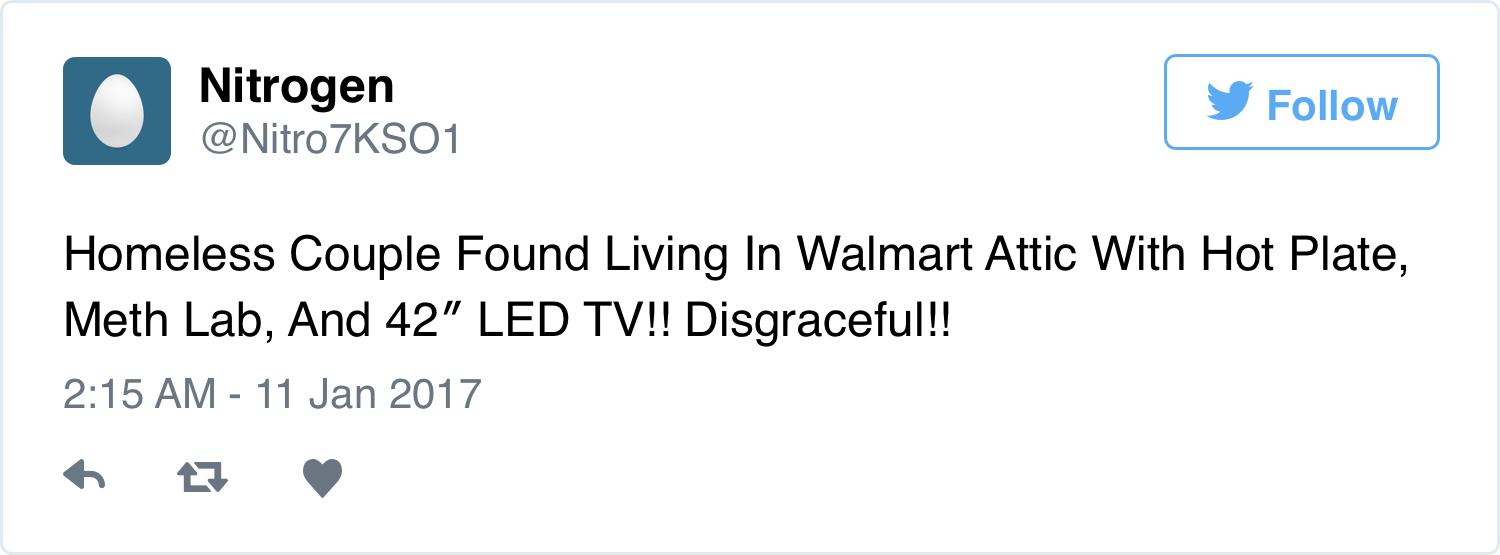 Nitrogen
@Nitro7KSO1
Follow
Homeless Couple Found Living In Walmart Attic With Hot Plate,
Meth Lab, And 42″ LED TV!! Disgraceful!!
2:15 AM - 11 Jan 2017